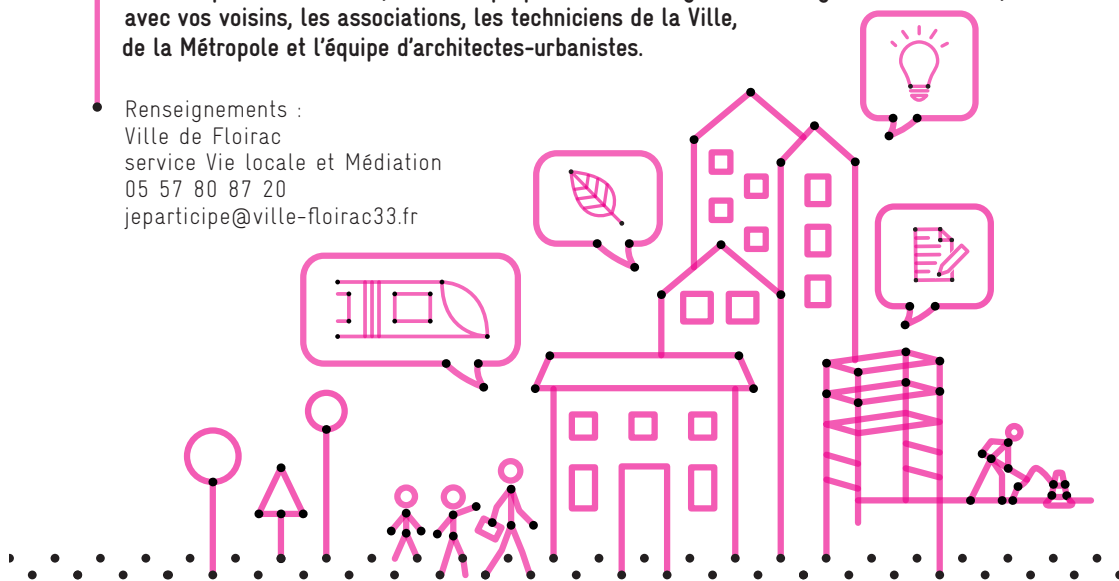 avec vos voisins, les associations, les techniciens de la Ville,
de la Métropole et l'équipe d'architectes-urbanistes.
Renseignements :
Ville de Floirac
service Vie locale et Médiation
05 57 80 87 20
jeparticipe@ville-floirac33.fr